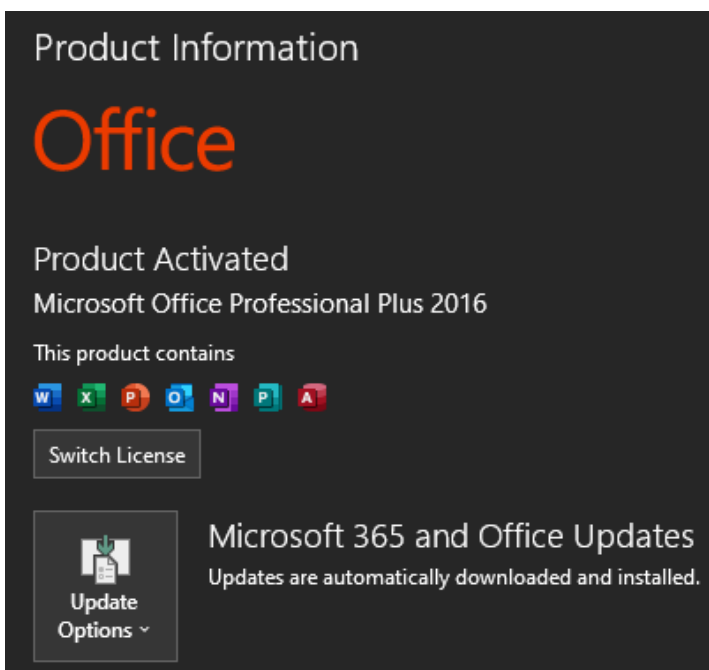 Product Information
Office
Product Activated
Microsoft Office Professional Plus 2016
This product contains
W X P O N P A
Switch License
Microsoft 365 and Office Updates
Updates are automatically downloaded and installed.
Update
Options